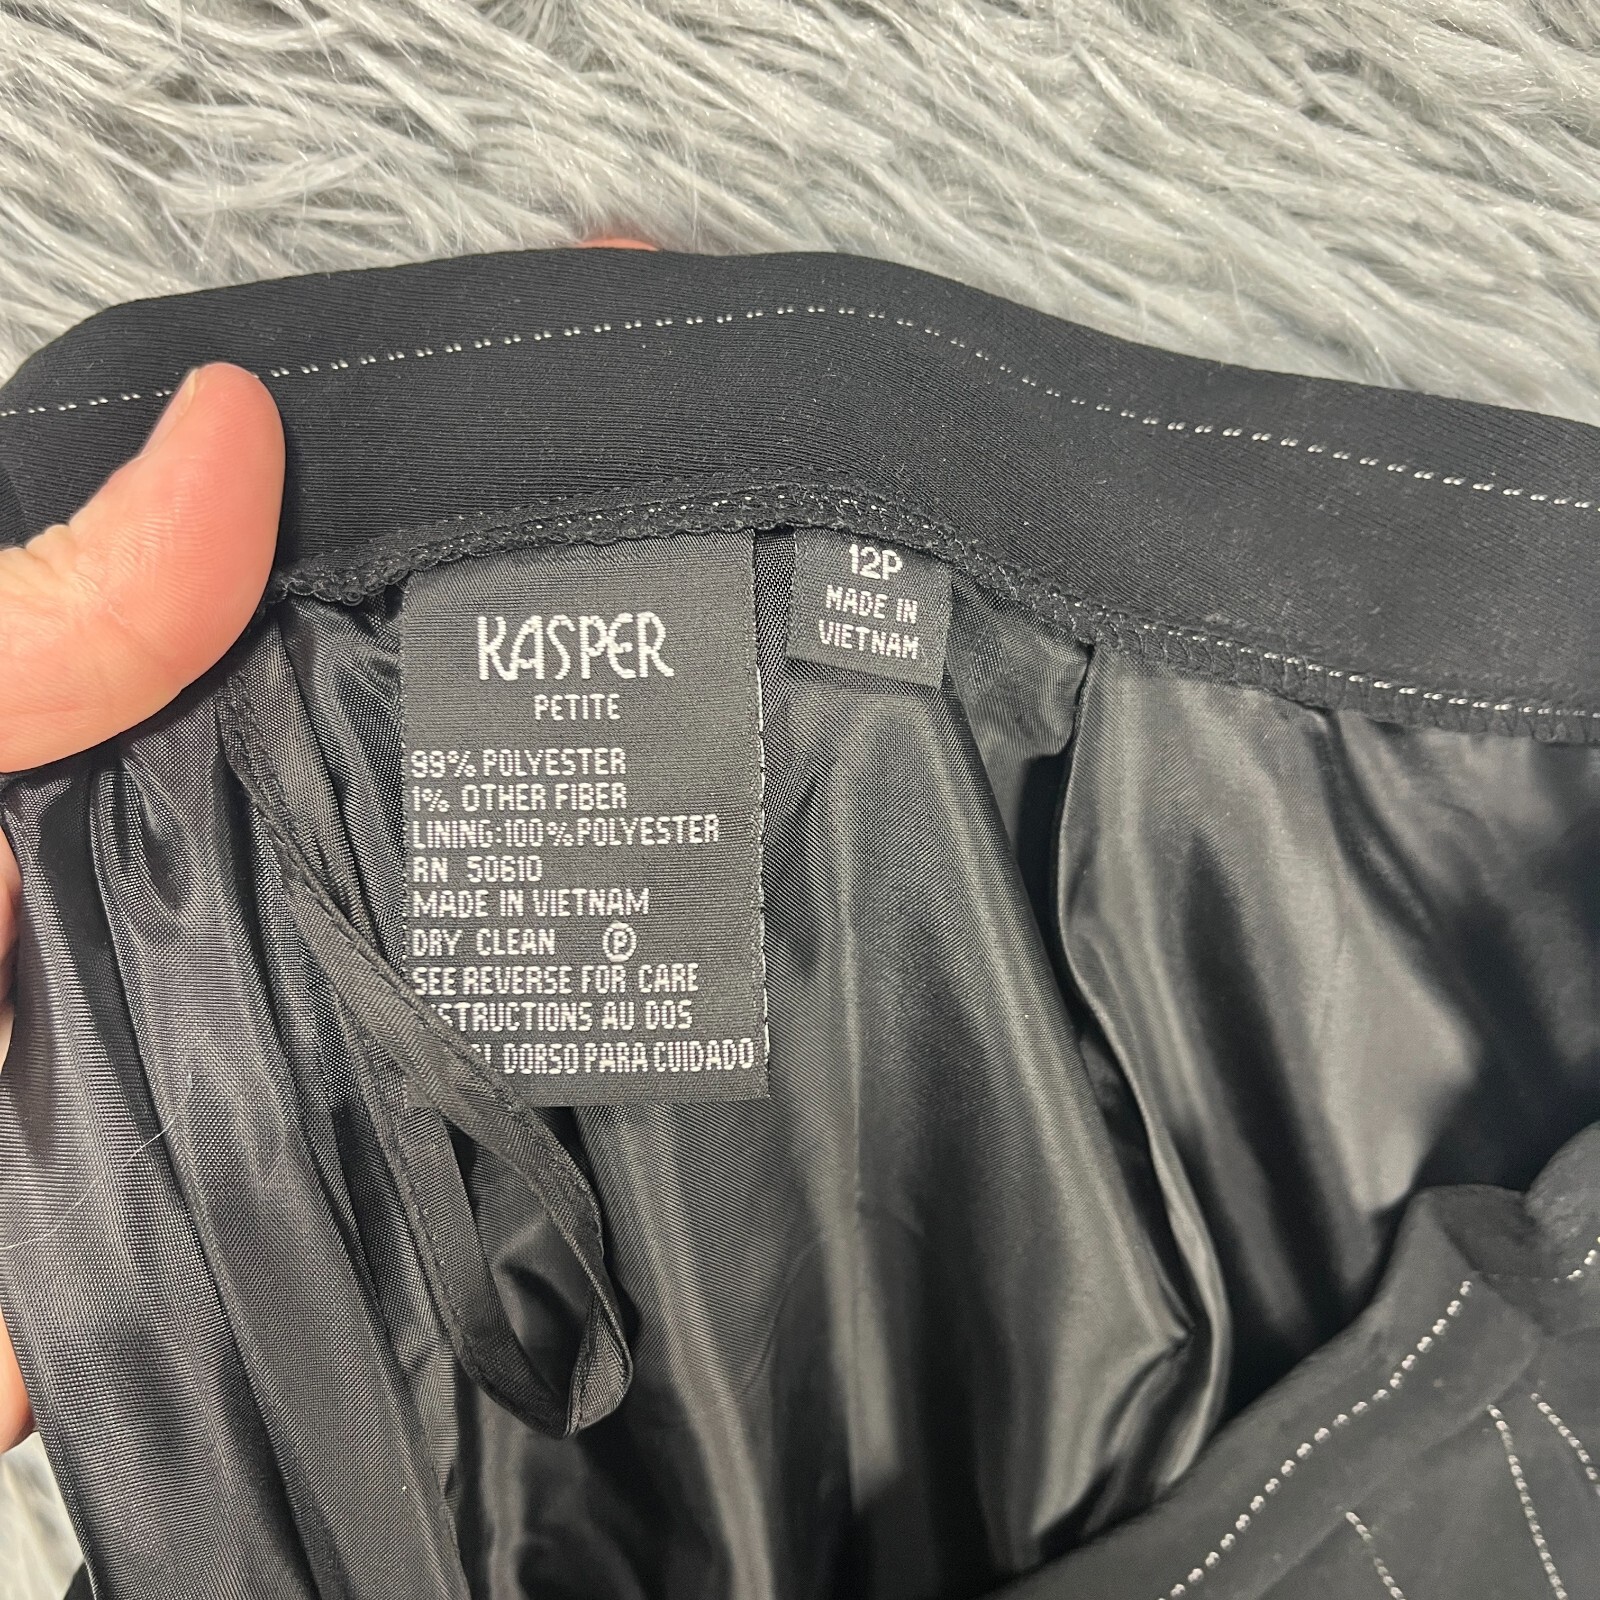 KASPER
PETITE
99% POLYESTER
1% OTHER FIBER
LINING:100%POLYESTER
RN 50610
MADE IN VIETNAM
DRY CLEAN Ⓟ
SEE REVERSE FOR CARE
STRUCTIONS AU DOS
DORSO PARA CUIDADO
12P
MADE IN
VIETNAM